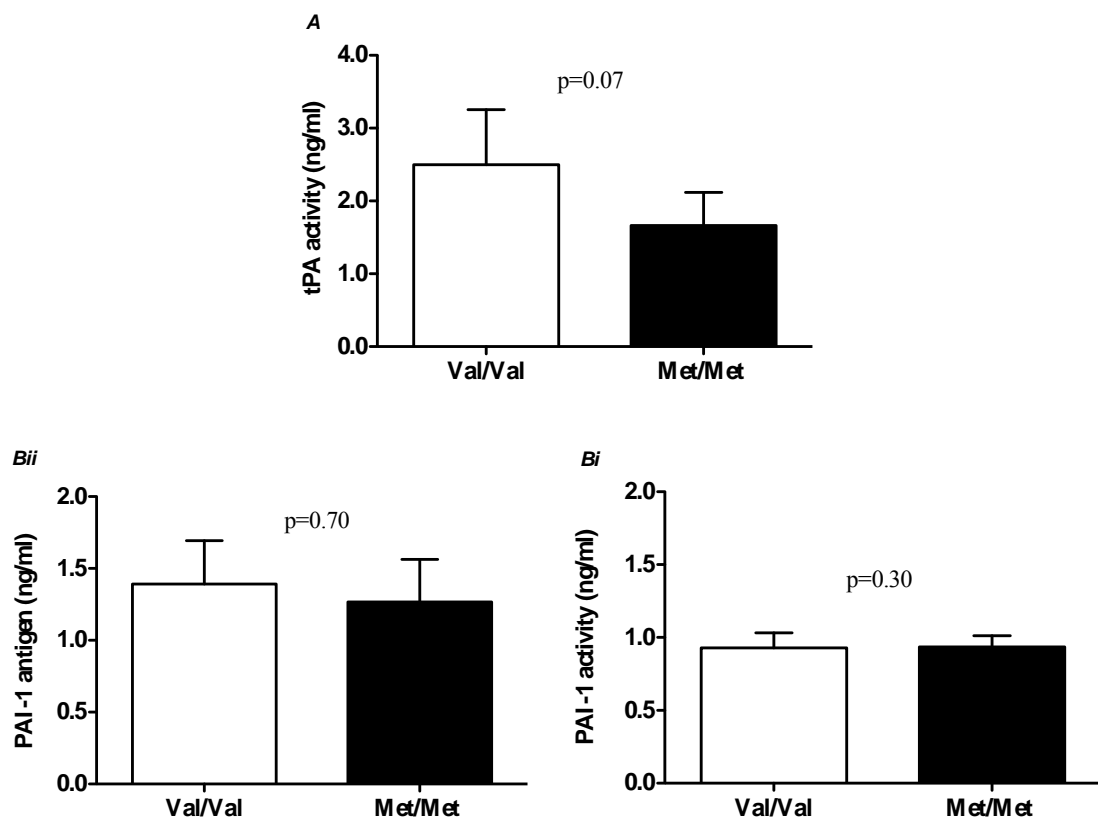 A
4.0
3.0
2.0
1.0
0.0
tPA activity (ng/ml)
p=0.07
Val/Val Met/Met
Bii
2.0
1.5
1.0
0.5
0.0
PAI -1 antigen (ng/ml)
p=0.70
Val/Val Met/Met
Bi
2.0
1.5
1.0
0.5
0.0
PAI -1 activity (ng/ml)
p=0.30
Val/Val Met/Met